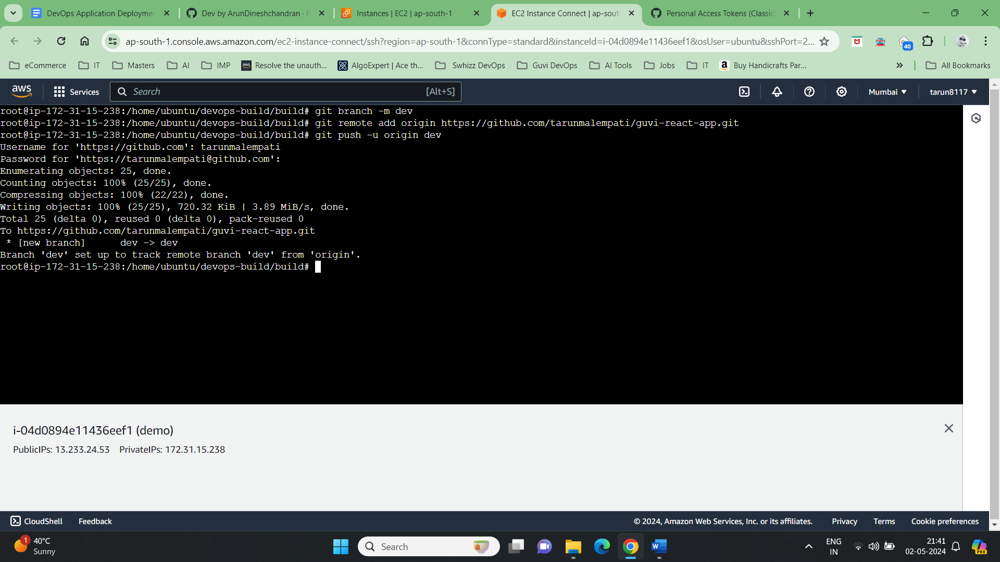 DevOps Application Deployme
Dev by ArunDineshchandran ·
Instances | EC2 | ap-south-1
EC2 Instance Connect | ap-sout
Personal Access Tokens (Classic
ap-south-1.console.aws.amazon.com/ec2-instance-connect/ssh?region=ap-south-1&connType=standard&instanceId=i-04d0894e11436eef1&osUser=ubuntu&sshPort=2...
40
eCommerce
IT
Masters
AI
IMP
aws
Resolve the unauth...
AlgoExpert | Ace th...
Swhizz DevOps
Guvi DevOps
AI Tools
Jobs
IT
a
Buy Handicrafts Par...
All Bookmarks
aws
Services
Search
[Alt+S]
Mumbai
tarun8117
root@ip-172-31-15-238:/home/ubuntu/devops-build/build# git branch -m dev
root@ip-172-31-15-238:/home/ubuntu/devops-build/build# git remote add origin https://github.com/tarunmalempati/guvi-react-app.git
root@ip-172-31-15-238:/home/ubuntu/devops-build/build# git push -u origin dev
Username for 'https://github.com': tarunmalempati
Password for 'https://tarunmalempati@github.com':
Enumerating objects: 25, done.
Counting objects: 100% (25/25), done.
Compressing objects: 100% (22/22), done.
Writing objects: 100% (25/25), 720.32 KiB | 3.89 MiB/s, done.
Total 25 (delta 0), reused 0 (delta 0), pack-reused 0
To https://github.com/tarunmalempati/guvi-react-app.git
 * [new branch]      dev -> dev
Branch 'dev' set up to track remote branch 'dev' from 'origin'.
root@ip-172-31-15-238:/home/ubuntu/devops-build/build#
i-04d0894e11436eef1 (demo)
PublicIPs: 13.233.24.53 PrivateIPs: 172.31.15.238
CloudShell
Feedback
© 2024, Amazon Web Services, Inc. or its affiliates.
Privacy
Terms
Cookie preferences
1
40°C
Sunny
Search
W
ENG
IN
21:41
02-05-2024
PRE